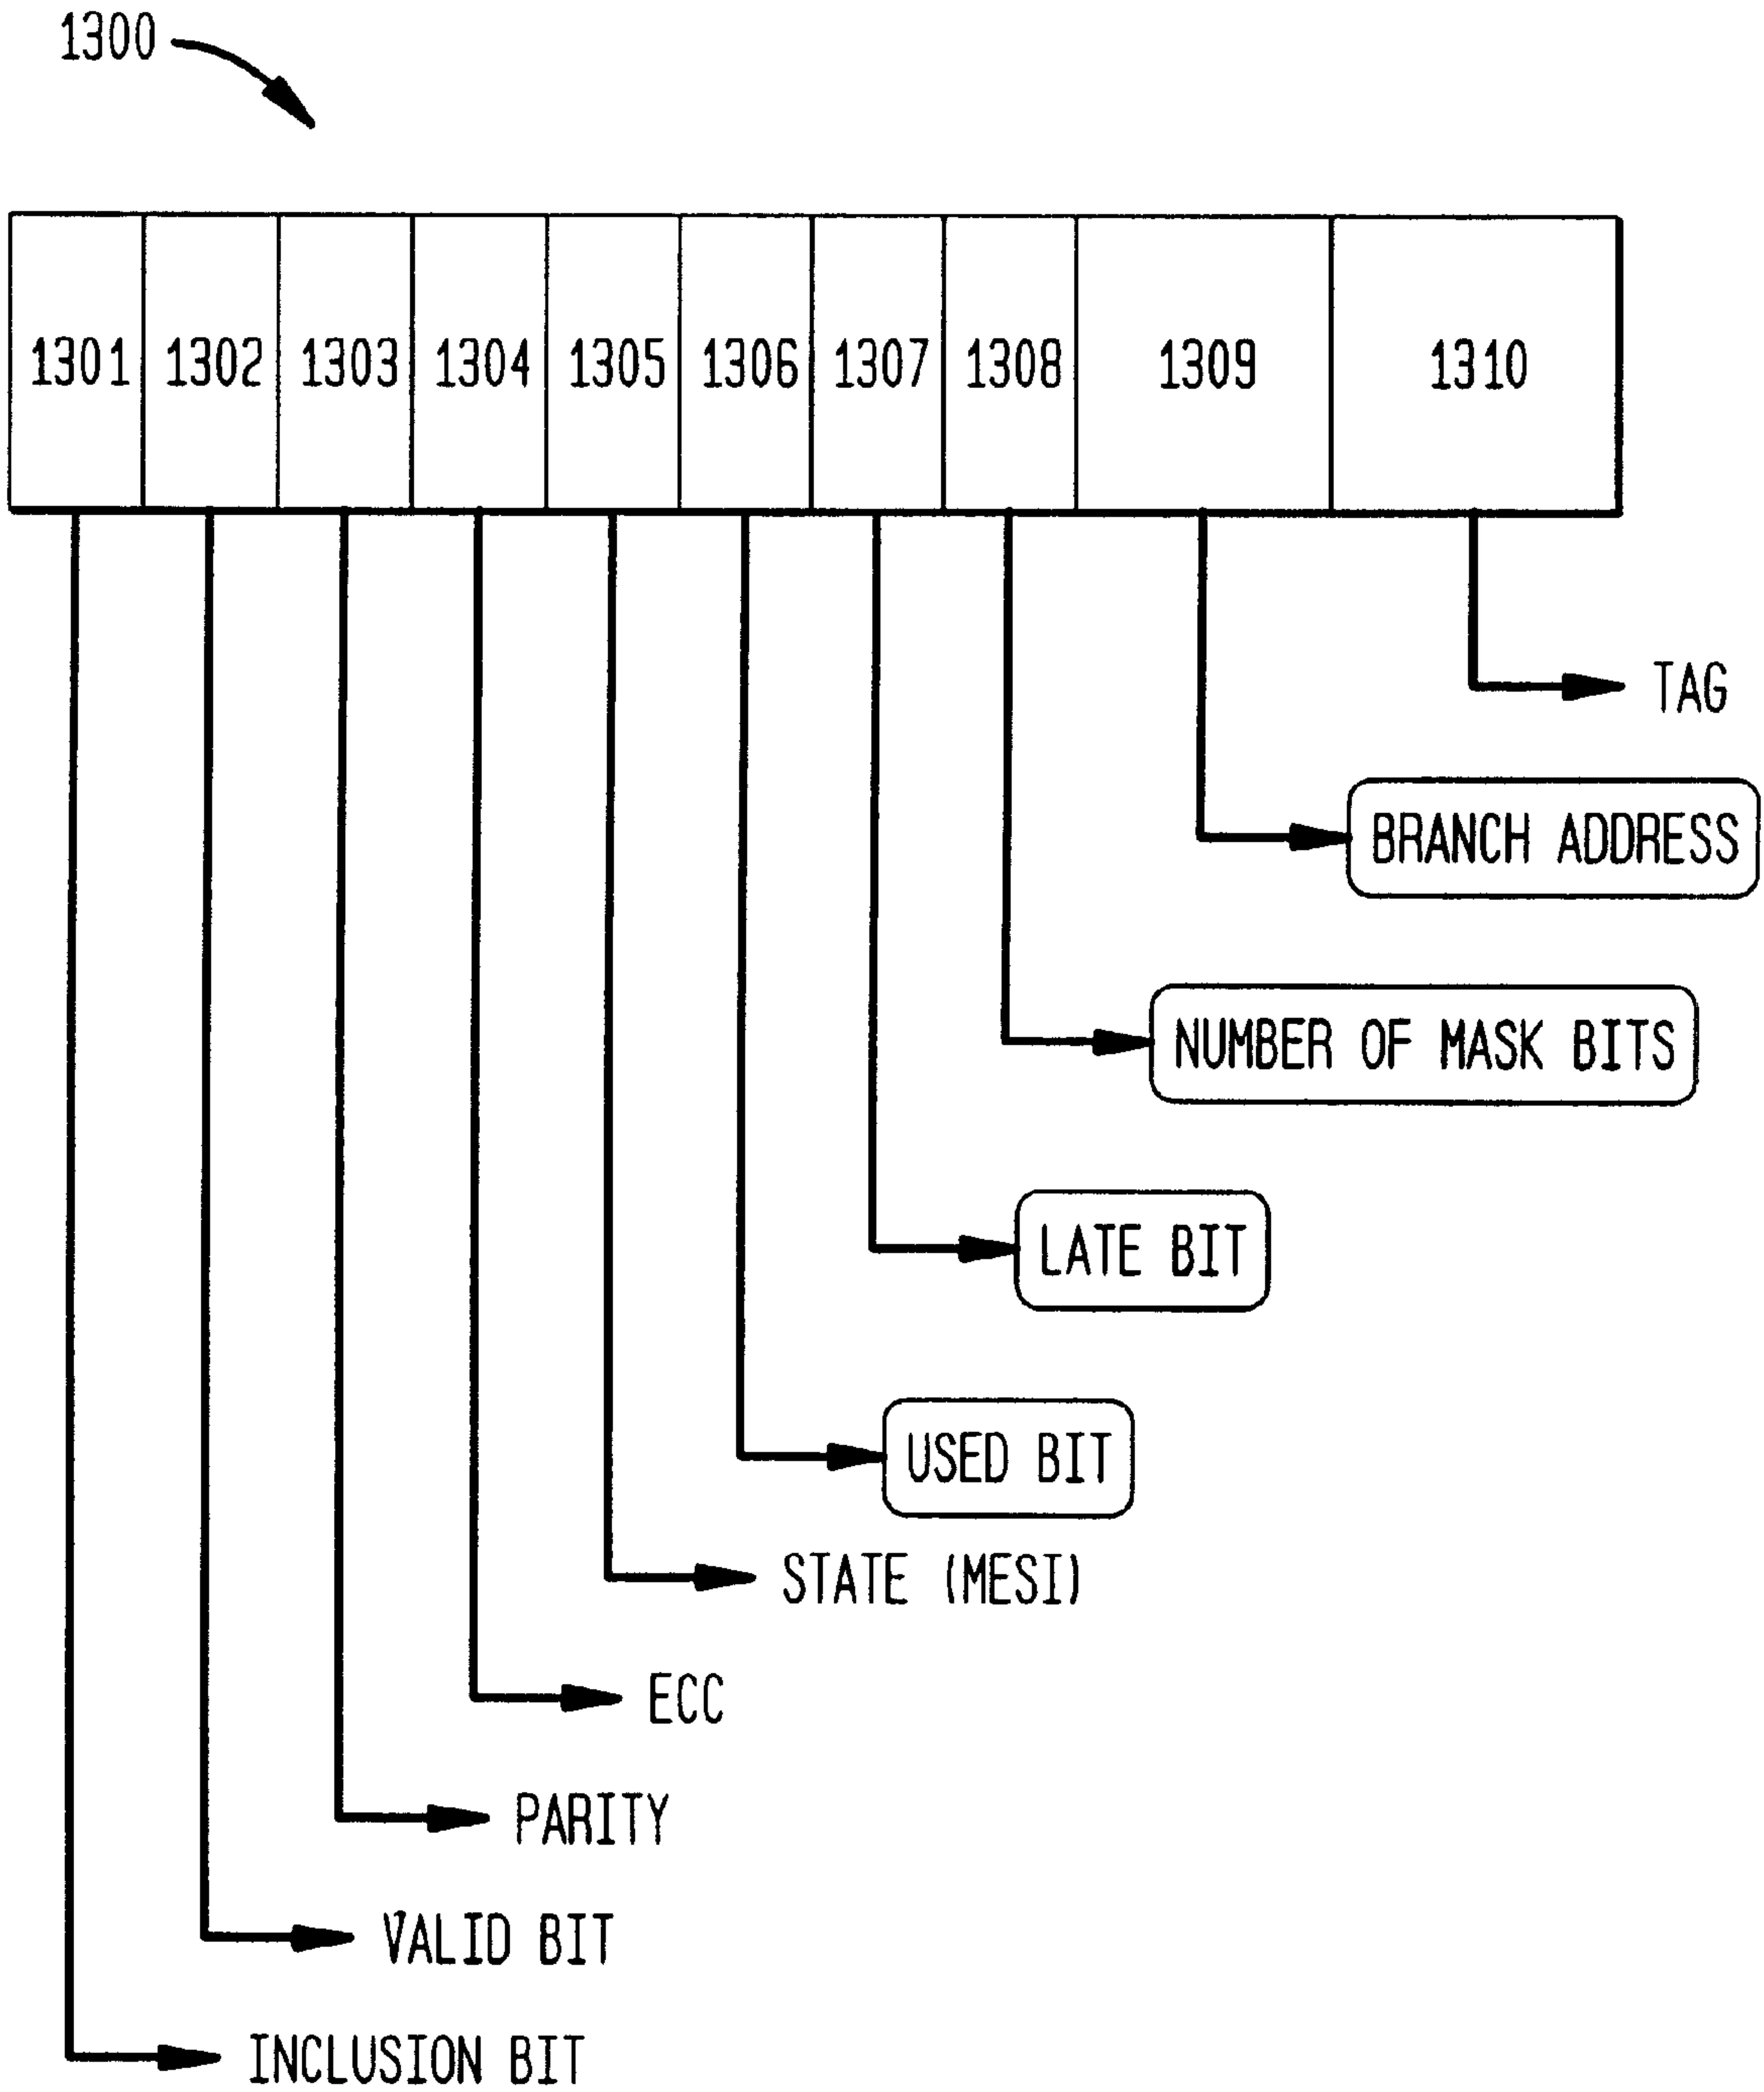 1300
1301 1302 1303 1304 1305 1306 1307 1308 1309 1310
TAG
BRANCH ADDRESS
NUMBER OF MASK BITS
LATE BIT
USED BIT
STATE (MESI)
ECC
PARITY
VALID BIT
INCLUSION BIT